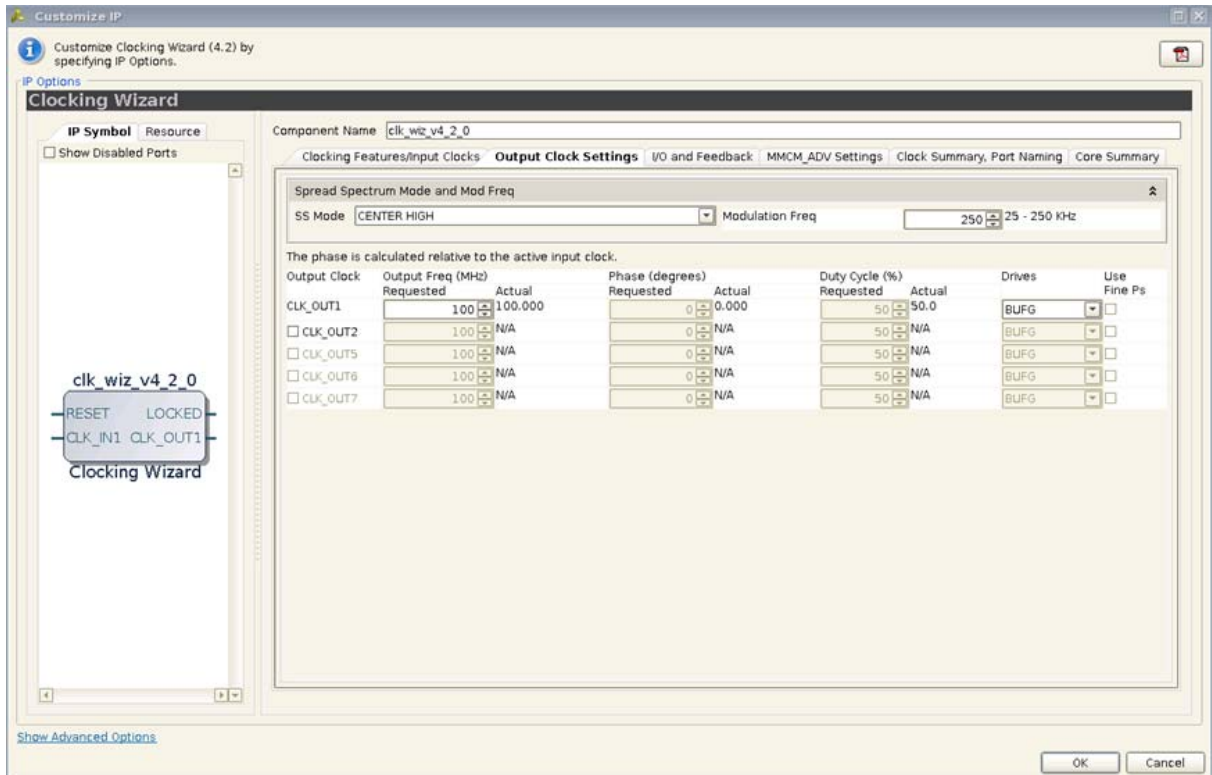 Customize IP
Customize Clocking Wizard (4.2) by
specifying IP Options.
IP Options
Clocking Wizard
IP Symbol Resource
Show Disabled Ports
clk_wiz_v4_2_0
RESET LOCKED
CLK_IN1 CLK_OUT1
Clocking Wizard
Component Name clk_wiz_v4_2_0
Clocking Features/Input Clocks Output Clock Settings I/O and Feedback MMCM_ADV Settings Clock Summary, Port Naming Core Summary
Spread Spectrum Mode and Mod Freq
SS Mode CENTER HIGH Modulation Freq 250 25 - 250 KHz
The phase is calculated relative to the active input clock.
Output Clock Output Freq (MHz) Phase (degrees) Duty Cycle (%) Drives Use
Requested Actual Requested Actual Requested Actual Fine Ps
CLK_OUT1 100 100.000 0 0.000 50 50.0 BUFG
CLK_OUT2 100 N/A 0 N/A 50 N/A BUFG
CLK_OUT5 100 N/A 0 N/A 50 N/A BUFG
CLK_OUT6 100 N/A 0 N/A 50 N/A BUFG
CLK_OUT7 100 N/A 0 N/A 50 N/A BUFG
Show Advanced Options
OK Cancel